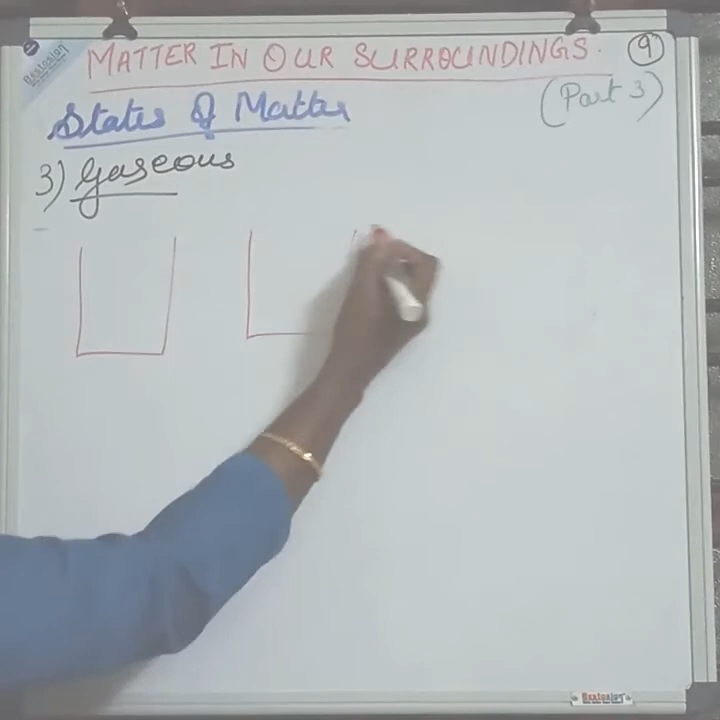 MATTER IN OUR SURROUNDINGS. 9
(Part 3)
States Of Matter
3) Gaseous